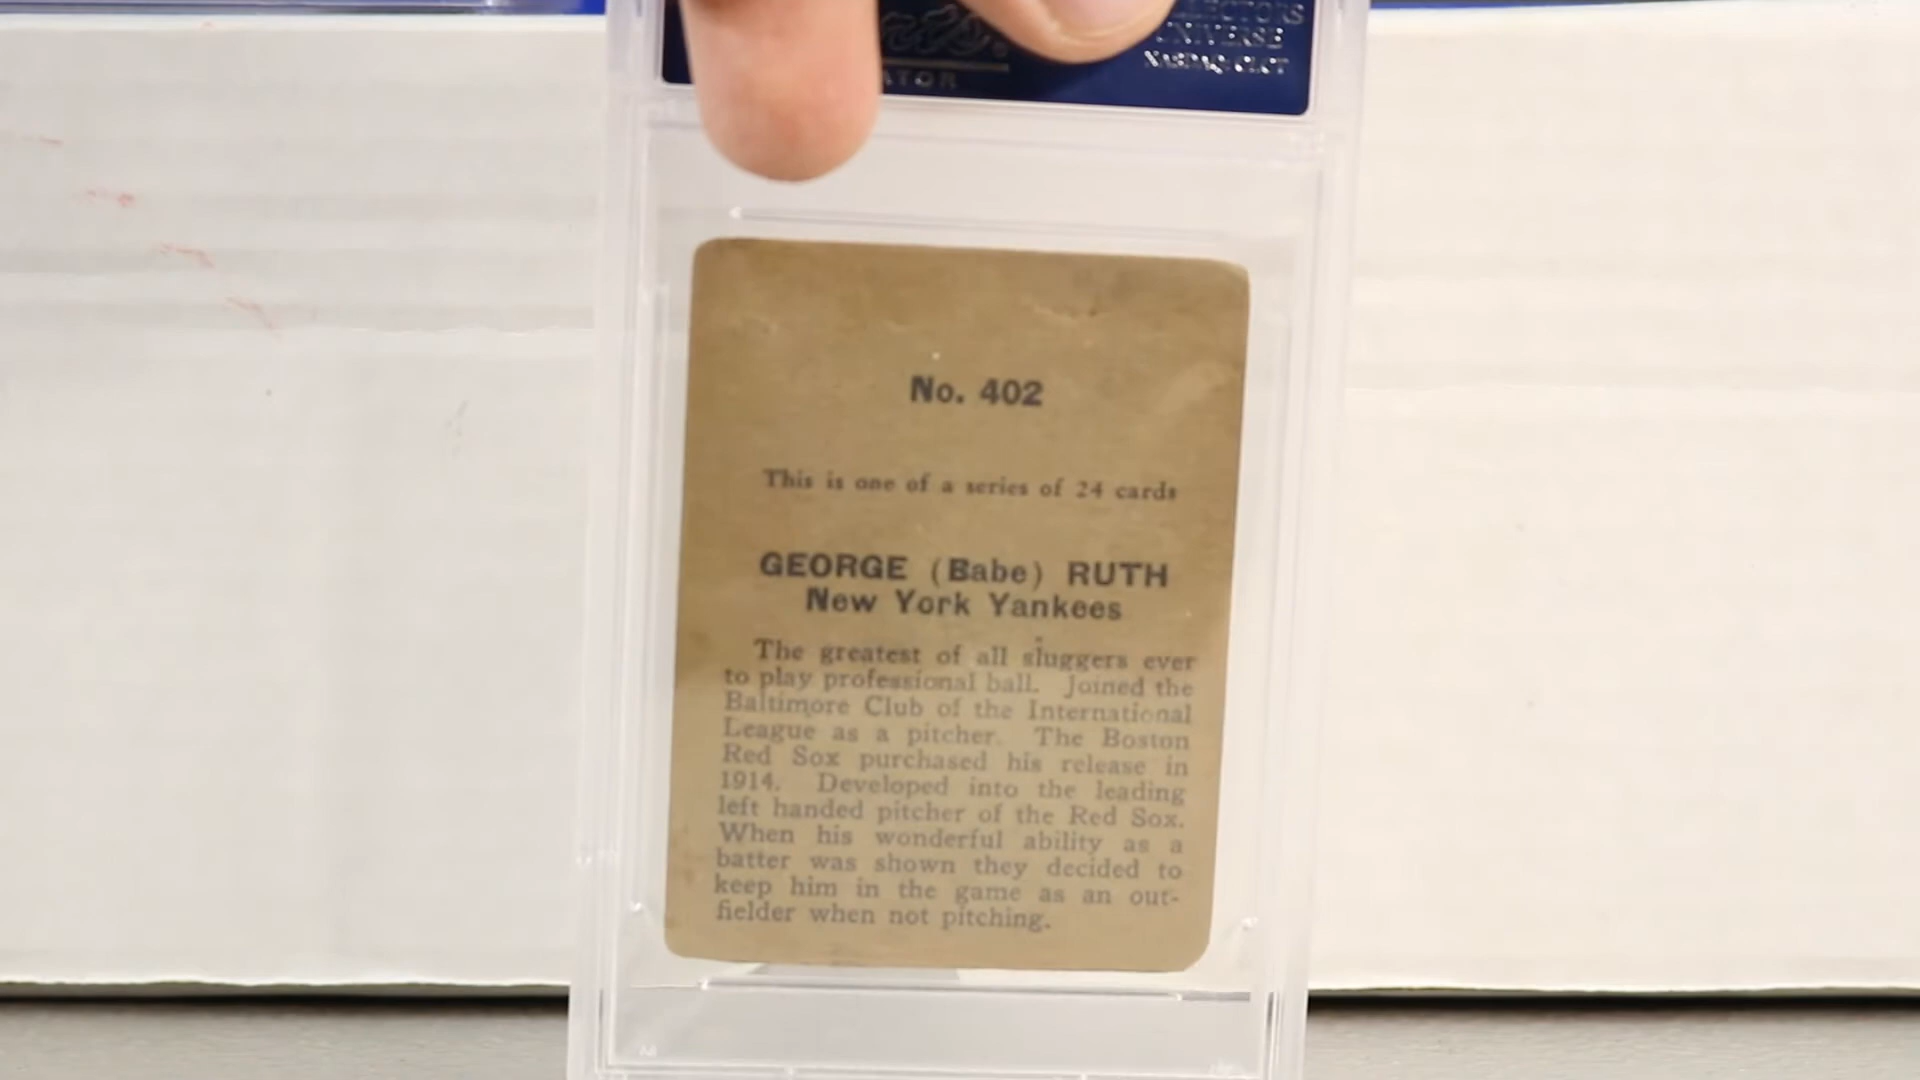 LLECTORS
UNIVERSE
NASDAQ: CLCT
ATOR
No. 402
This is one of a series of 24 cards
GEORGE (Babe) RUTH
New York Yankees
The greatest of all sluggers ever
to play professional ball. Joined the
Baltimore Club of the International
League as a pitcher. The Boston
Red Sox purchased his release in
1914. Developed into the leading
left handed pitcher of the Red Sox.
When his wonderful ability as a
batter was shown they decided to
keep him in the game as an out-
fielder when not pitching.